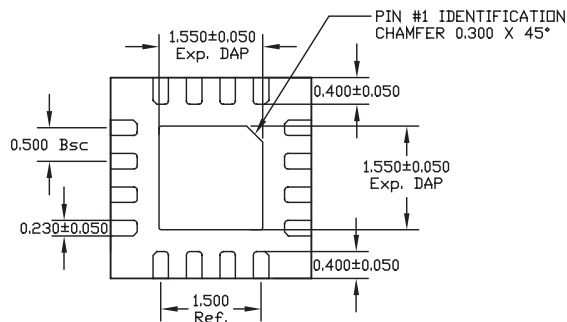 PIN #1 IDENTIFICATION
CHAMFER 0.300 X 45°
1.550±0.050
Exp. DAP
0.400±0.050
0.500 Bsc
1.550±0.050
Exp. DAP
0.230±0.050
0.400±0.050
1.500
Ref.